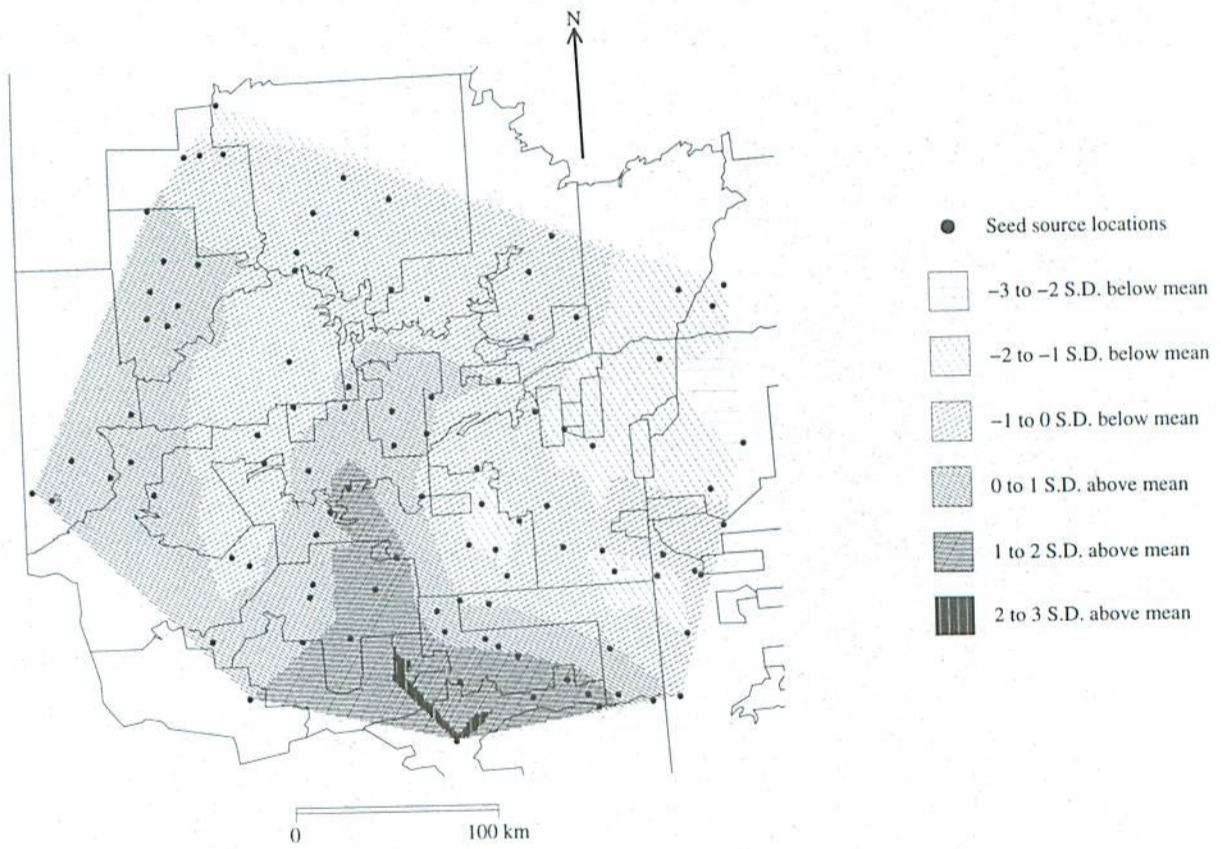 N
Seed source locations
−3 to −2 S.D. below mean
−2 to −1 S.D. below mean
−1 to 0 S.D. below mean
0 to 1 S.D. above mean
1 to 2 S.D. above mean
2 to 3 S.D. above mean
0 100 km